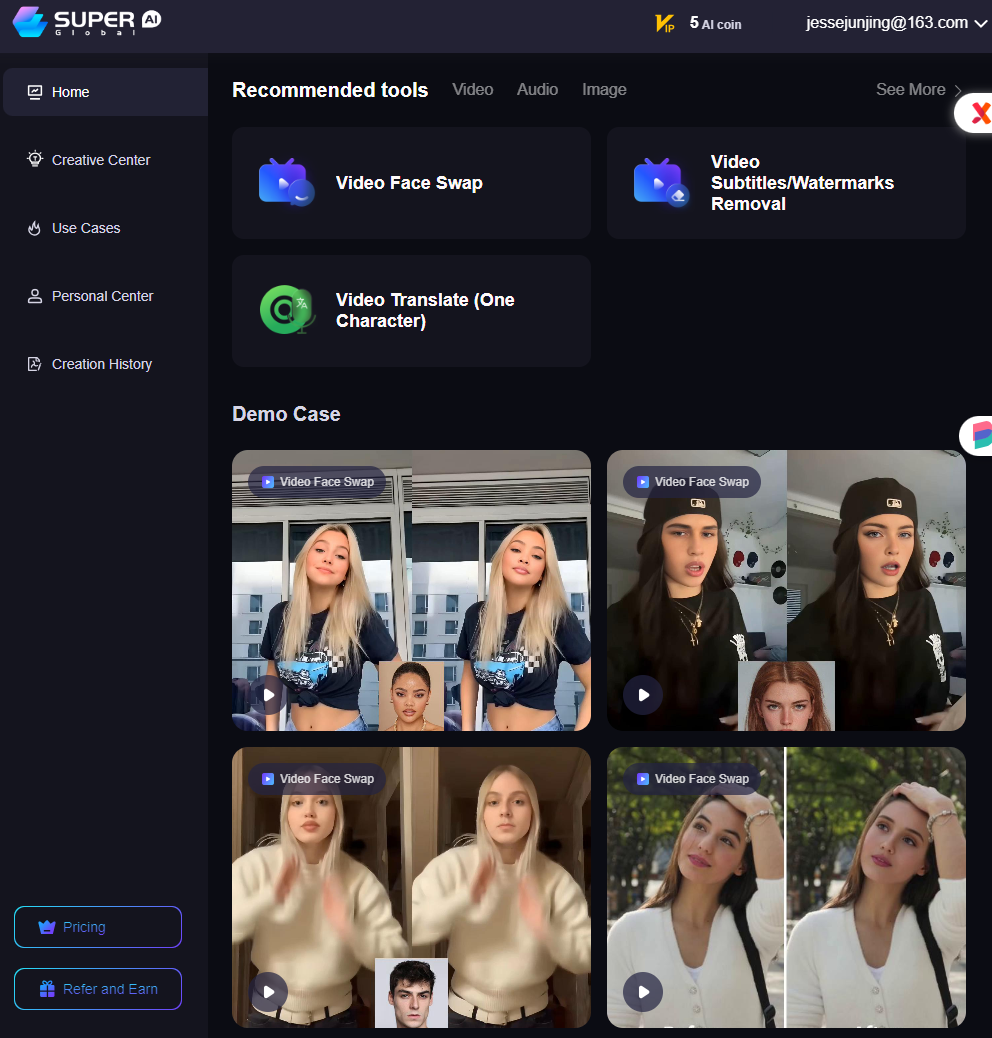 SUPER AI
Global
VIP
5 AI coin
jessejunjing@163.com
Home
Creative Center
Use Cases
Personal Center
Creation History
Pricing
Refer and Earn
Recommended tools
Video
Audio
Image
See More
Video Face Swap
Video
Subtitles/Watermarks
Removal
Video Translate (One
Character)
Demo Case
Video Face Swap
Video Face Swap
Video Face Swap
Video Face Swap